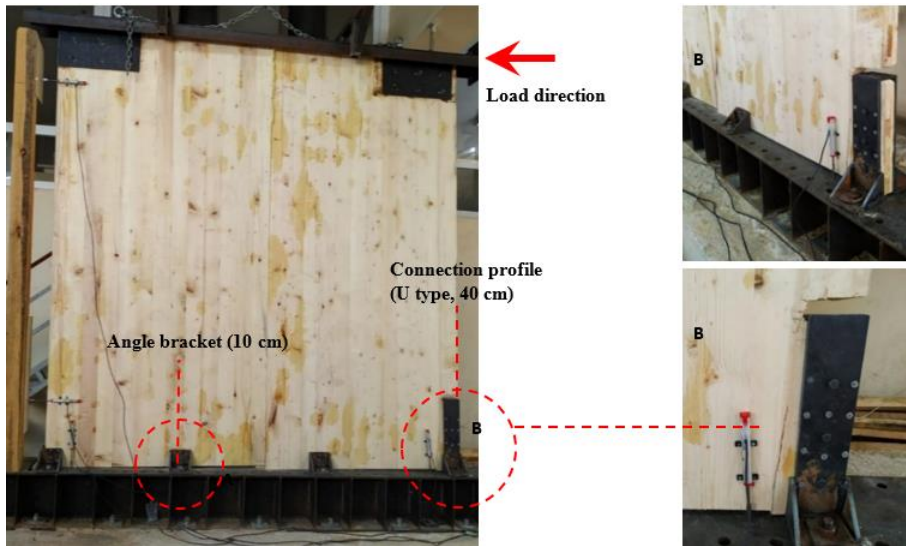 Load direction
Connection profile
(U type, 40 cm)
Angle bracket (10 cm)
B
B
B